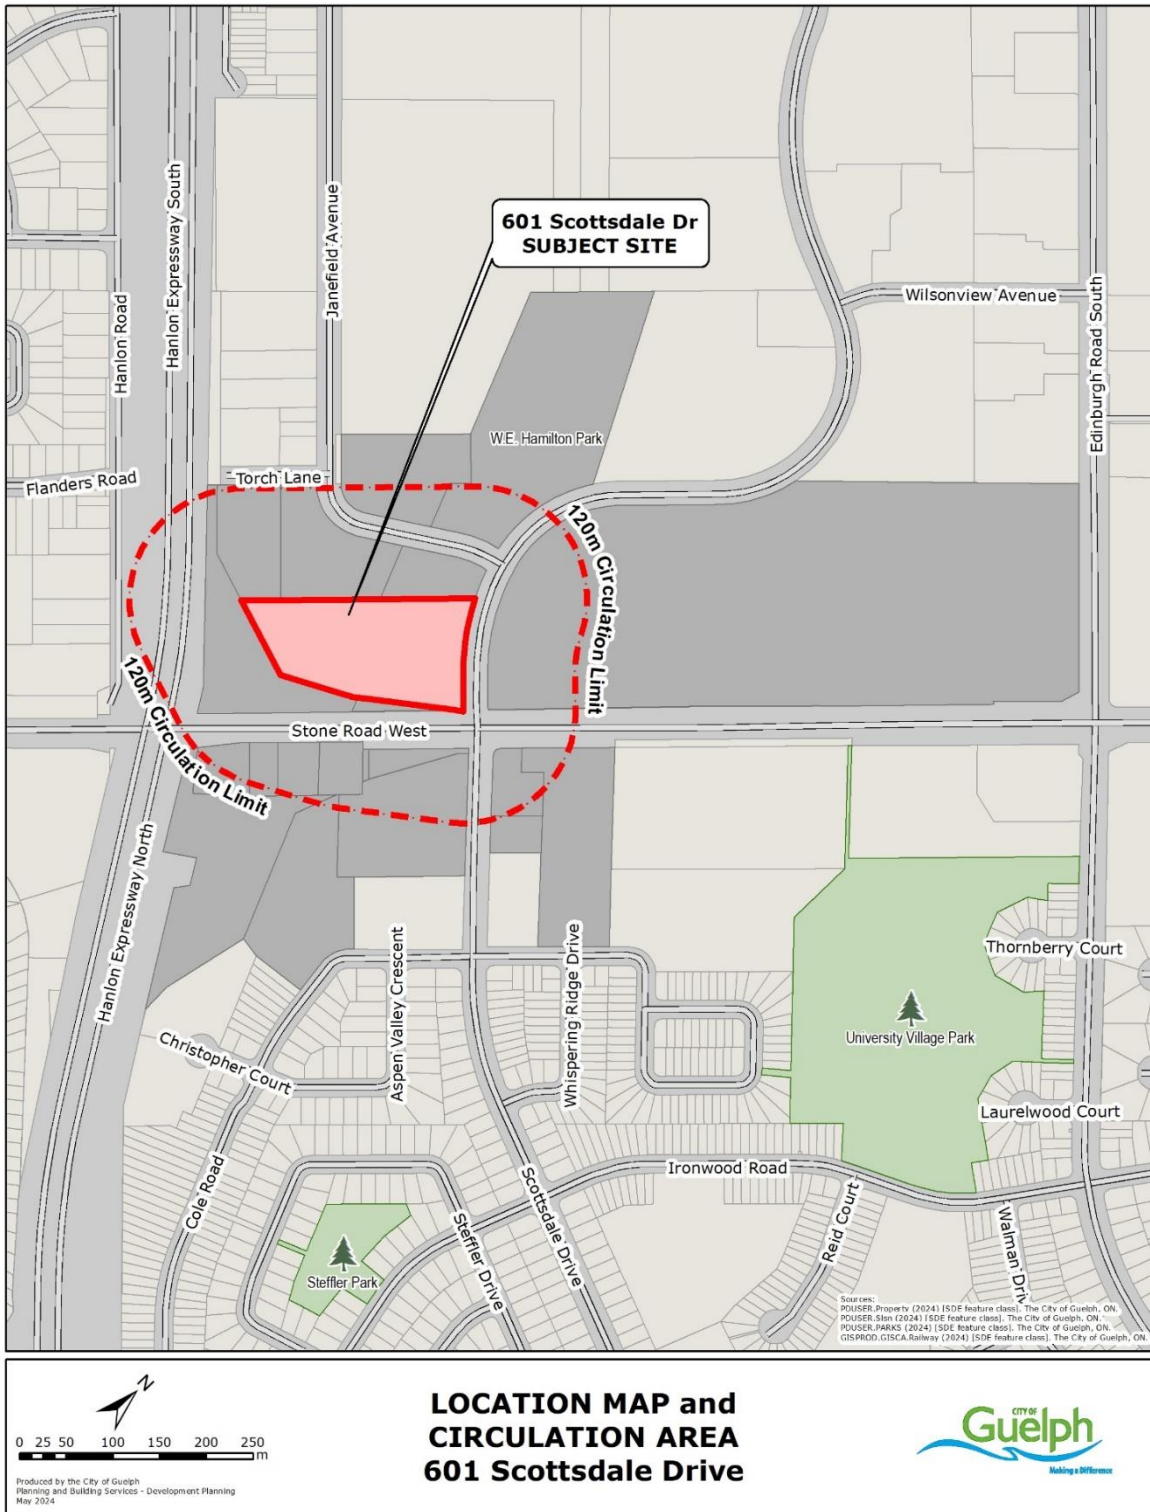 Janefield Avenue
Hanlon Expressway South
Hanlon Road
601 Scottsdale Dr
SUBJECT SITE
Wilsonview Avenue
Edinburgh Road South
W.E. Hamilton Park
Flanders Road
Torch Lane
120m Circulation Limit
120m Circulation Limit
Stone Road West
Hanlon Expressway North
Aspen Valley Crescent
Whispering Ridge Drive
Thornberry Court
University Village Park
Christopher Court
Laurelwood Court
Cole Road
Ironwood Road
Scottsdale Drive
Steffler Drive
Steffler Park
Reid Court
Walman Driv
Sources:
PDUSER.Property (2024) [SDE feature class]. The City of Guelph, ON.
PDUSER.Slsn (2024) [SDE feature class]. The City of Guelph, ON.
PDUSER.PARKS (2024) [SDE feature class]. The City of Guelph, ON.
GISPROD.GISCA.Railway (2024) [SDE feature class]. The City of Guelph, ON.
N
0 25 50 100 150 200 250
m
Produced by the City of Guelph
Planning and Building Services - Development Planning
May 2024
LOCATION MAP and
CIRCULATION AREA
601 Scottsdale Drive
CITY OF
Guelph
Making a Difference